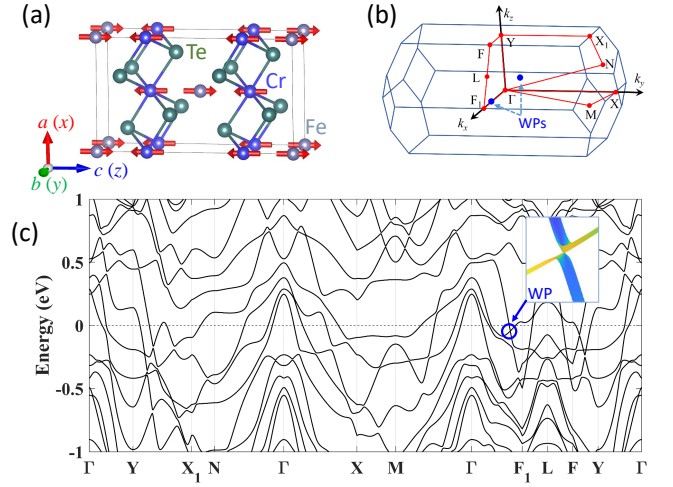 (a)
Te
Cr
Fe
a (x)
c (z)
b (y)
(b)
k_z
Y
X_1
F
N
L
k_y
Γ
F_1
M
X
k_x
WPs
(c)
Energy (eV)
1
0.5
0
-0.5
-1
WP
Γ Y X_1 N Γ X M Γ F_1 L F Y Γ